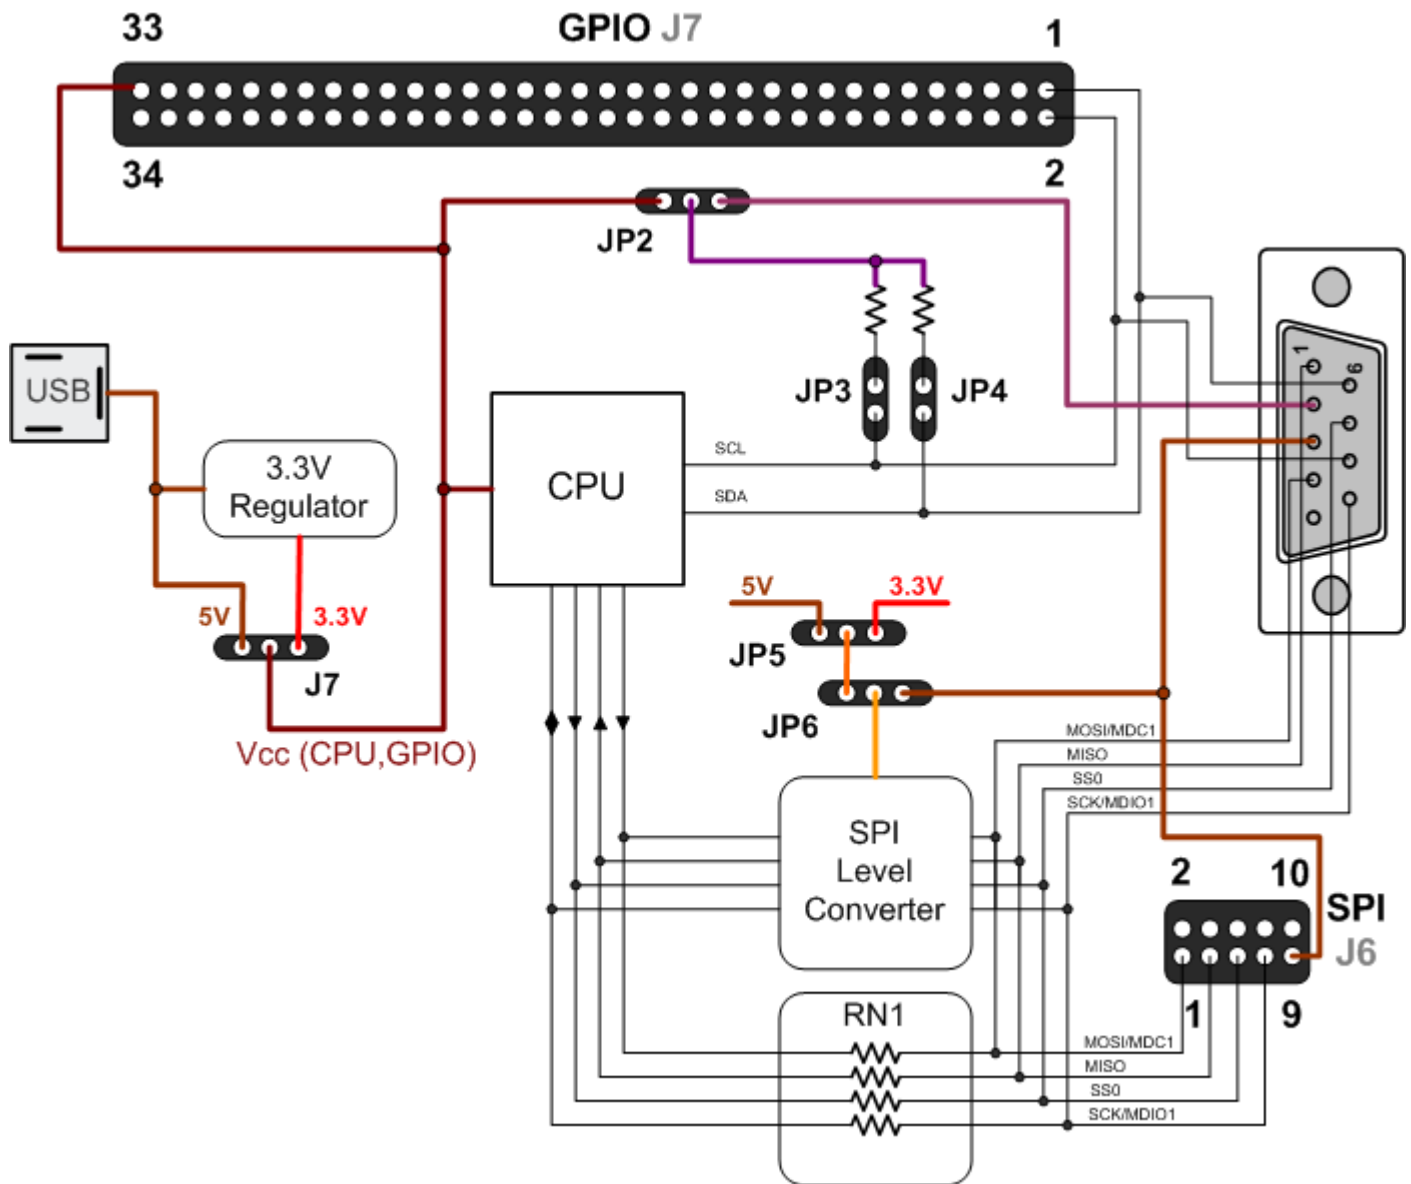 33
GPIO J7
1
34
2
JP2
USB
3.3V
Regulator
JP3
JP4
1
6
CPU
SCL
SDA
5V
3.3V
J7
Vcc (CPU,GPIO)
5V
3.3V
JP5
JP6
MOSI/MDC1
MISO
SS0
SCK/MDIO1
SPI
Level
Converter
2
10
SPI
J6
1
9
RN1
MOSI/MDC1
MISO
SS0
SCK/MDIO1